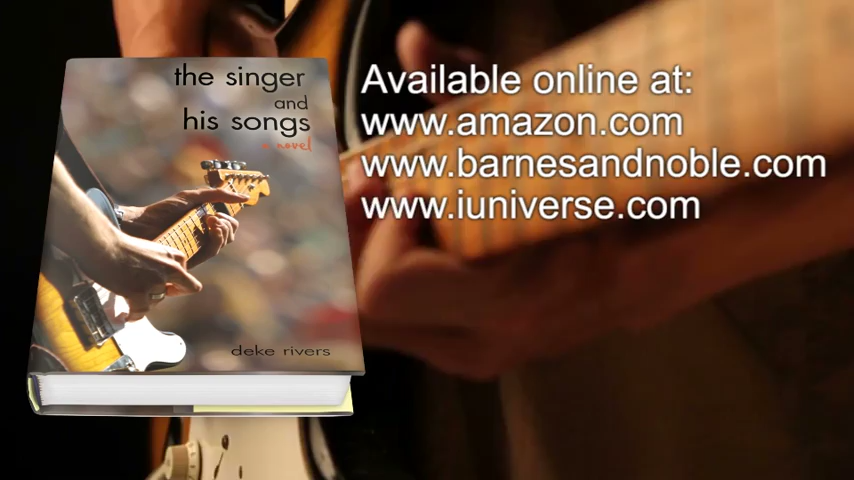 the singer
and
his songs
a novel
deke rivers
Available online at:
www.amazon.com
www.barnesandnoble.com
www.iuniverse.com